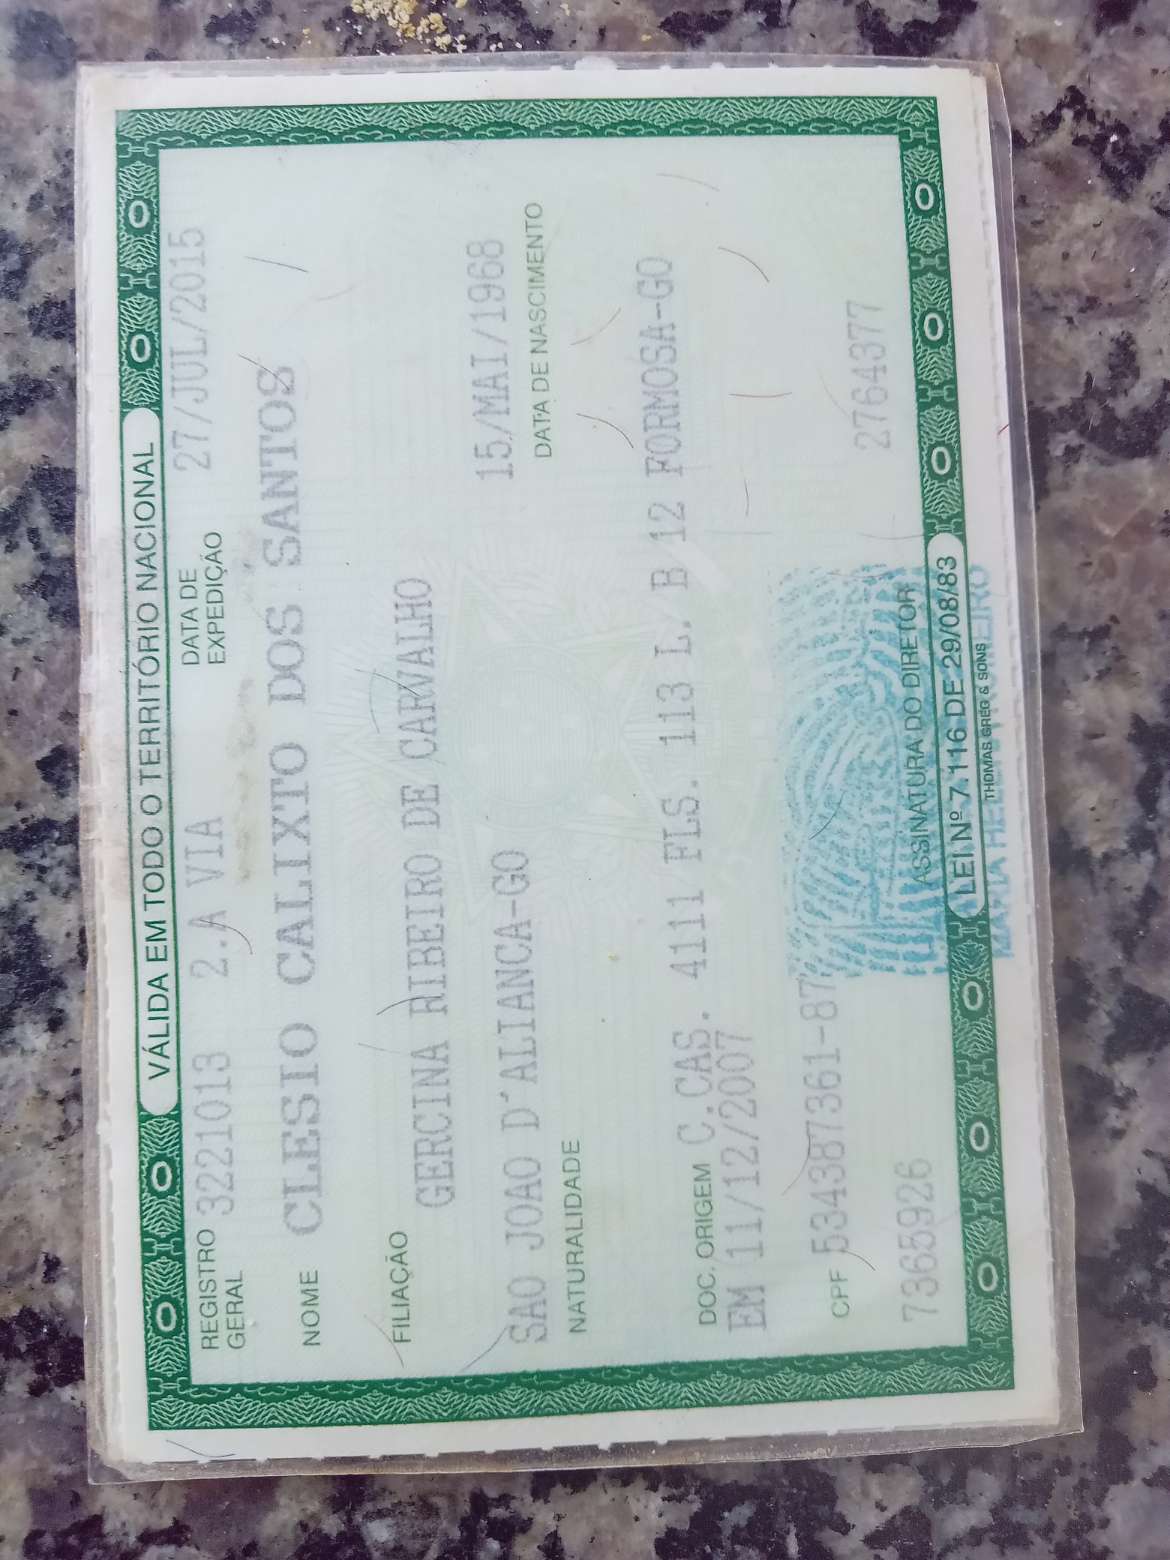 VÁLIDA EM TODO O TERRITÓRIO NACIONAL
REGISTRO GERAL 3221013 2.A VIA DATA DE EXPEDIÇÃO 27/JUL/2015
NOME CLESIO CALIXTO DOS SANTOS
FILIAÇÃO
GERCINA RIBEIRO DE CARVALHO
SAO JOAO D´ALIANCA-GO 15/MAI/1968
NATURALIDADE DATA DE NASCIMENTO
DOC. ORIGEM C.CAS. 4111 FLS. 113 L. B 12 FORMOSA-GO
EM 11/12/2007
CPF 534387361-87
73659926 2764377
ASSINATURA DO DIRETOR
LEI Nº 7.116 DE 29/08/83
THOMAS GREG & SONS